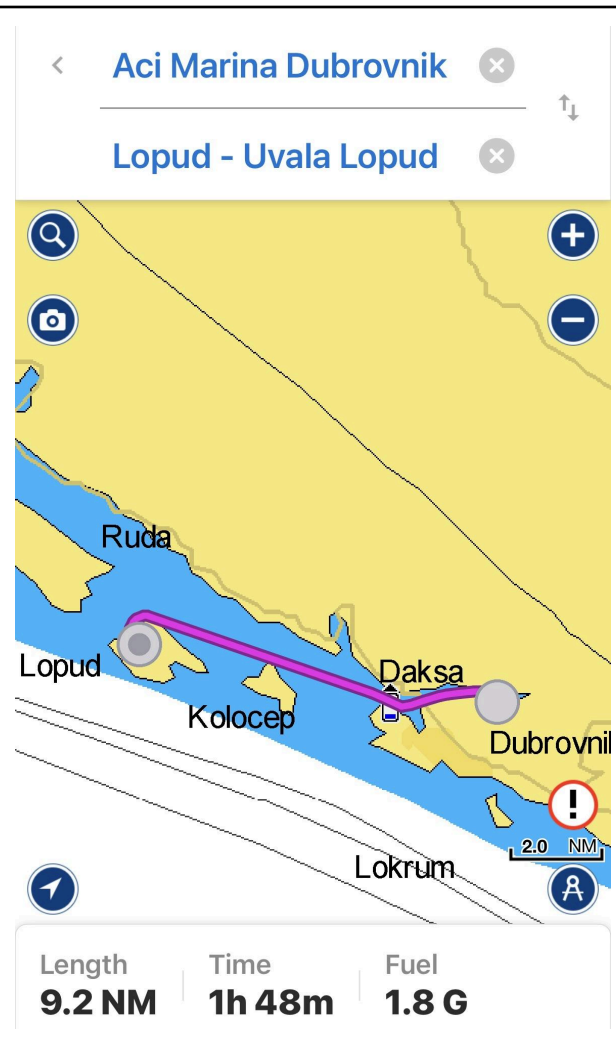 Aci Marina Dubrovnik
Lopud - Uvala Lopud
Ruda
Lopud
Daksa
Kolocep
Dubrovni
!
2.0 NM
Lokrum
Length Time Fuel
9.2 NM 1h 48m 1.8 G